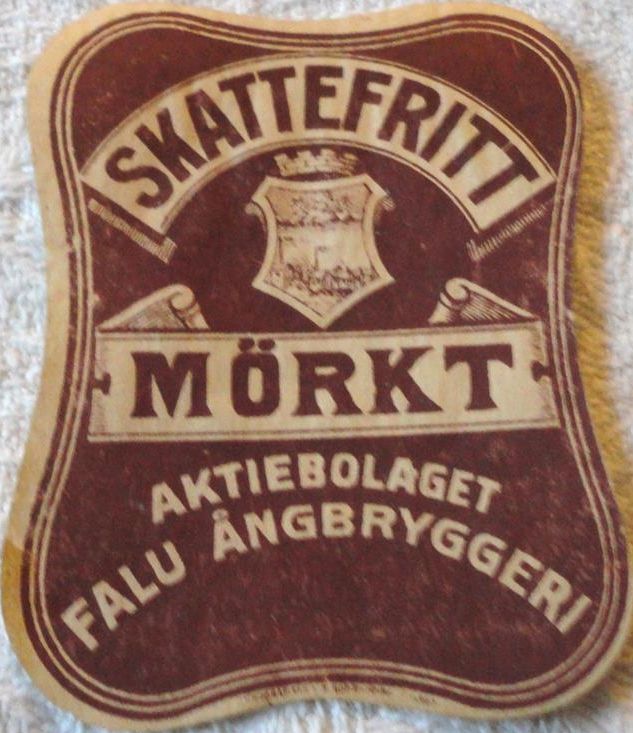 SKATTEFRITT
MÖRKT
AKTIEBOLAGET
FALU ÅNGBRYGGERI